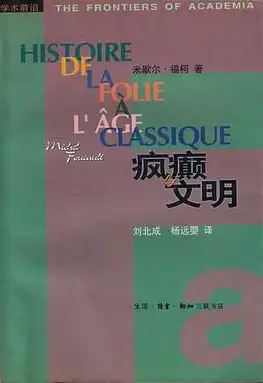 学术前沿 THE FRONTIERS OF ACADEMIA
HISTOIRE
米歇尔·福柯 著
DE
LA
FOLIE
À
L'ÂGE
CLASSIQUE
Michel
Foucault
疯癫
与
文明
刘北成 杨远婴 译
生活·读书·新知三联书店
a